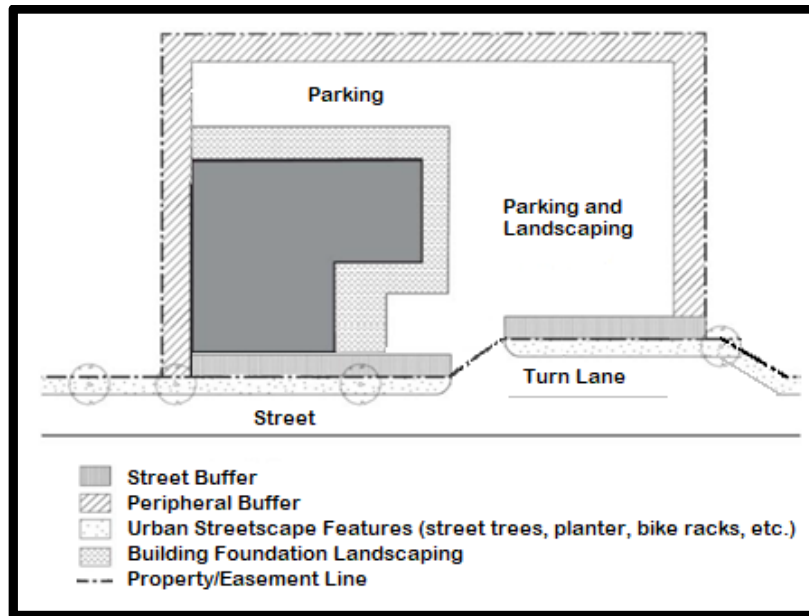 Parking
Parking and
Landscaping
Turn Lane
Street
Street Buffer
Peripheral Buffer
Urban Streetscape Features (street trees, planter, bike racks, etc.)
Building Foundation Landscaping
Property/Easement Line